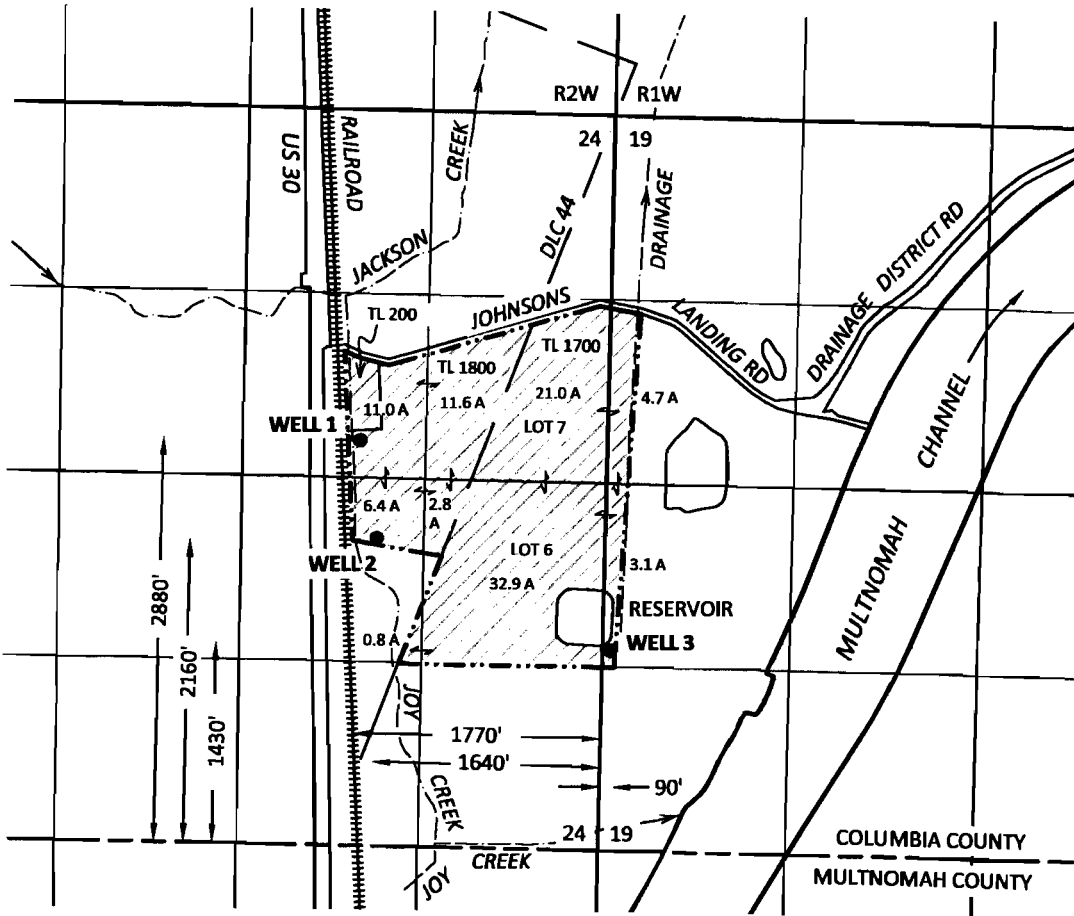 R2W R1W
24 19
US 30
RAILROAD
CREEK
JACKSON
DLC 44
DRAINAGE
DRAINAGE DISTRICT RD
JOHNSONS
LANDING RD
TL 200
TL 1700
TL 1800
11.0 A
11.6 A
21.0 A
4.7 A
LOT 7
WELL 1
CHANNEL
MULTNOMAH
6.4 A
2.8
A
LOT 6
32.9 A
3.1 A
WELL 2
RESERVOIR
WELL 3
0.8 A
2880'
2160'
1430'
JOY
CREEK
1770'
1640'
90'
24 19
JOY
CREEK
COLUMBIA COUNTY
MULTNOMAH COUNTY